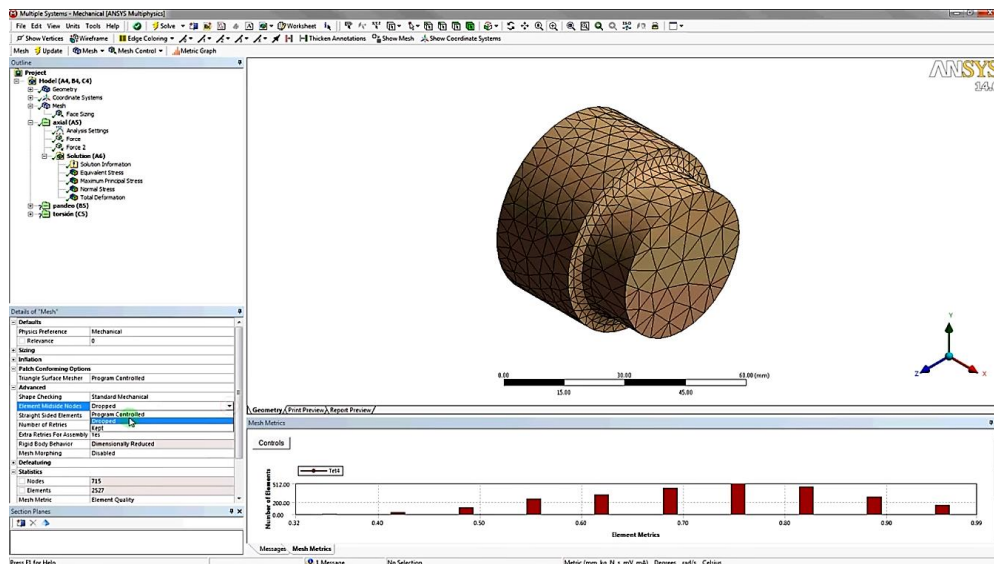 Multiple Systems - Mechanical [ANSYS Multiphysics]
File Edit View Units Tools Help Solve Worksheet
Show Vertices Wireframe Edge Coloring Thicken Annotations Show Mesh Show Coordinate Systems
Mesh Update Mesh Mesh Control Metric Graph
Outline
Project
Model (A4, B4, C4)
Geometry
Coordinate Systems
Mesh
Face Sizing
axial (A5)
Analysis Settings
Force
Force 2
Solution (A6)
Solution Information
Equivalent Stress
Maximum Principal Stress
Normal Stress
Total Deformation
pandeo (B5)
torsión (C5)
ANSYS
Details of "Mesh"
Defaults
Physics Preference Mechanical
Relevance 0
Sizing
Inflation
Patch Conforming Options
Triangle Surface Mesher Program Controlled
Advanced
Shape Checking Standard Mechanical
Element Midside Nodes Dropped
Straight Sided Elements Program Controlled
Dropped
Number of Retries Kept
Extra Retries For Assembly Yes
Rigid Body Behavior Dimensionally Reduced
Mesh Morphing Disabled
Defeaturing
Statistics
Nodes 715
Elements 2527
Mesh Metric Element Quality
Section Planes
0.00 30.00 60.00 (mm)
15.00 45.00
Y
Z X
Geometry Print Preview Report Preview
Mesh Metrics
Controls
Tet4
Number of Elements
512.00
200.00
0.00
0.32 0.40 0.50 0.60 0.70 0.80 0.90 0.99
Element Metrics
Messages Mesh Metrics
Press F1 for Help 1 Message No Selection Metric (mm, kg, N, s, mV, mA) Degrees rad/s Celsius